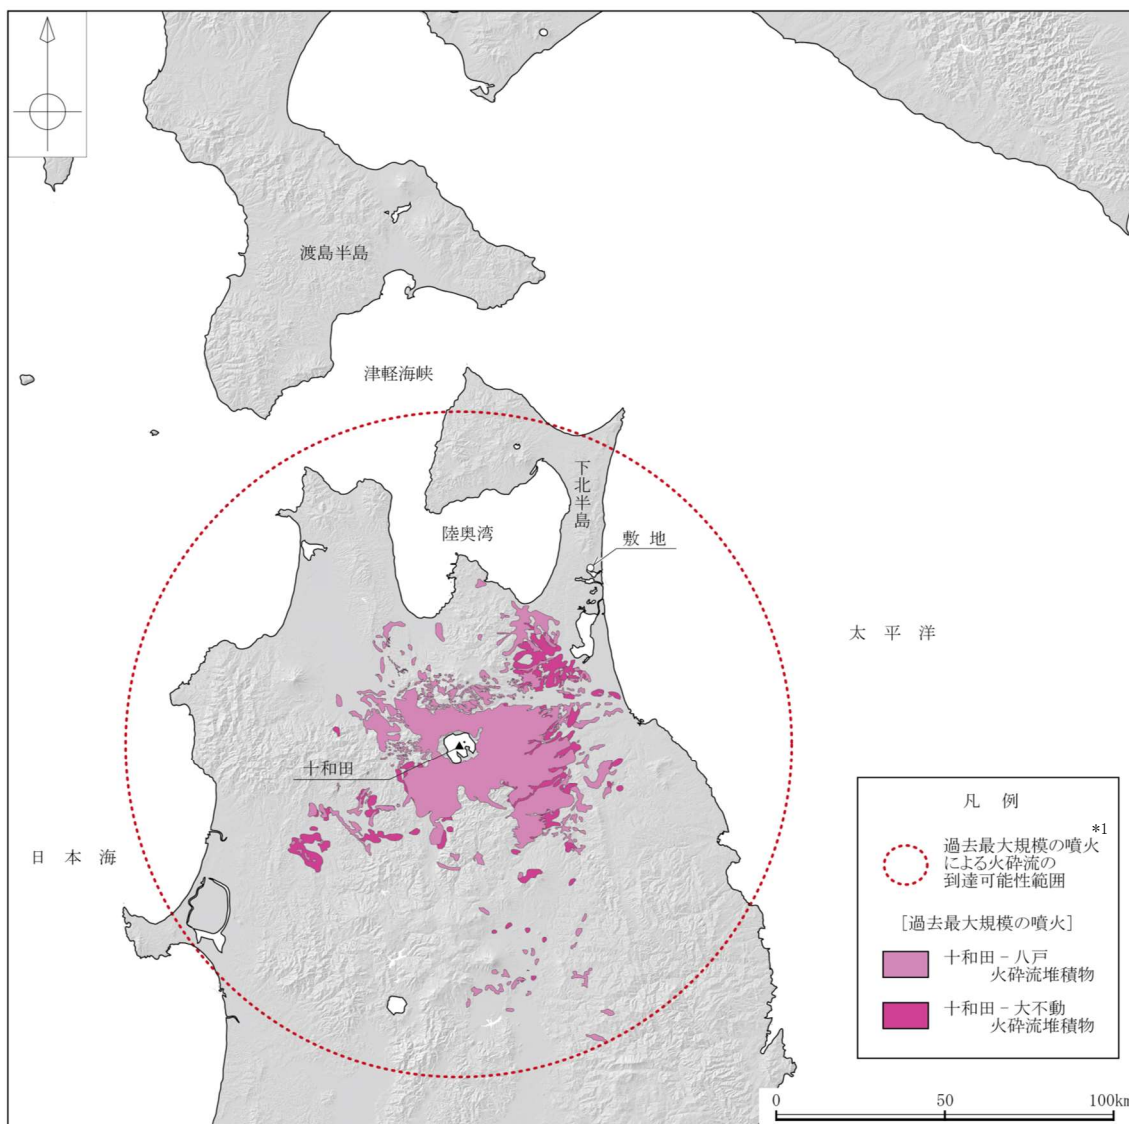 渡島半島
津軽海峡
下北半島
陸奥湾
敷 地
太 平 洋
十和田
日 本 海
凡 例
*1
過去最大規模の噴火
による火砕流の
到達可能性範囲
[過去最大規模の噴火]
十和田－八戸
火砕流堆積物
十和田－大不動
火砕流堆積物
0 50 100km